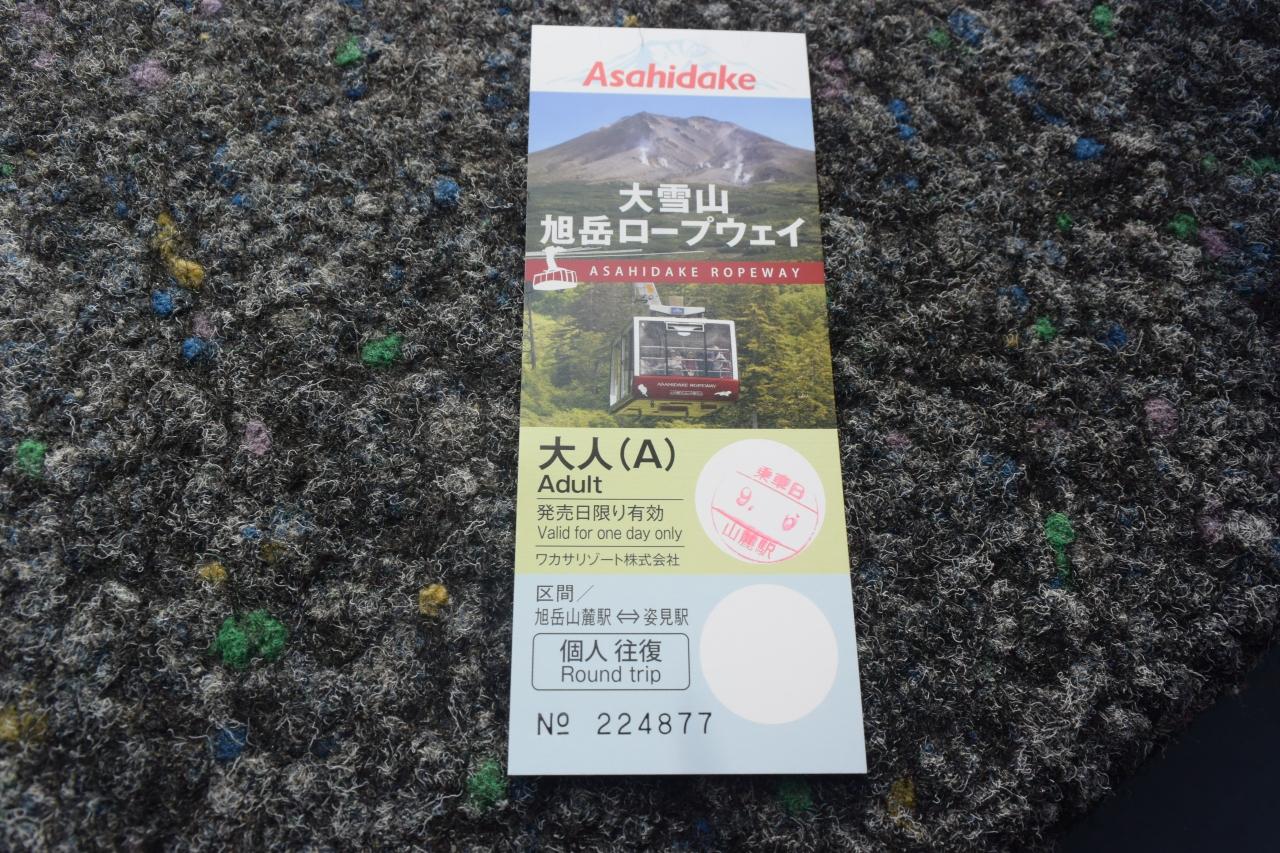 Asahidake
大雪山
旭岳ロープウェイ
ASAHIDAKE ROPEWAY
ASAHIDAKE ROPEWAY
大人(A)
Adult
発売日限り有効
Valid for one day only
ワカサリゾート株式会社
乗車日
9. 6
山麓駅
区間／
旭岳山麓駅⇔姿見駅
個人 往復
Round trip
Nº 224877